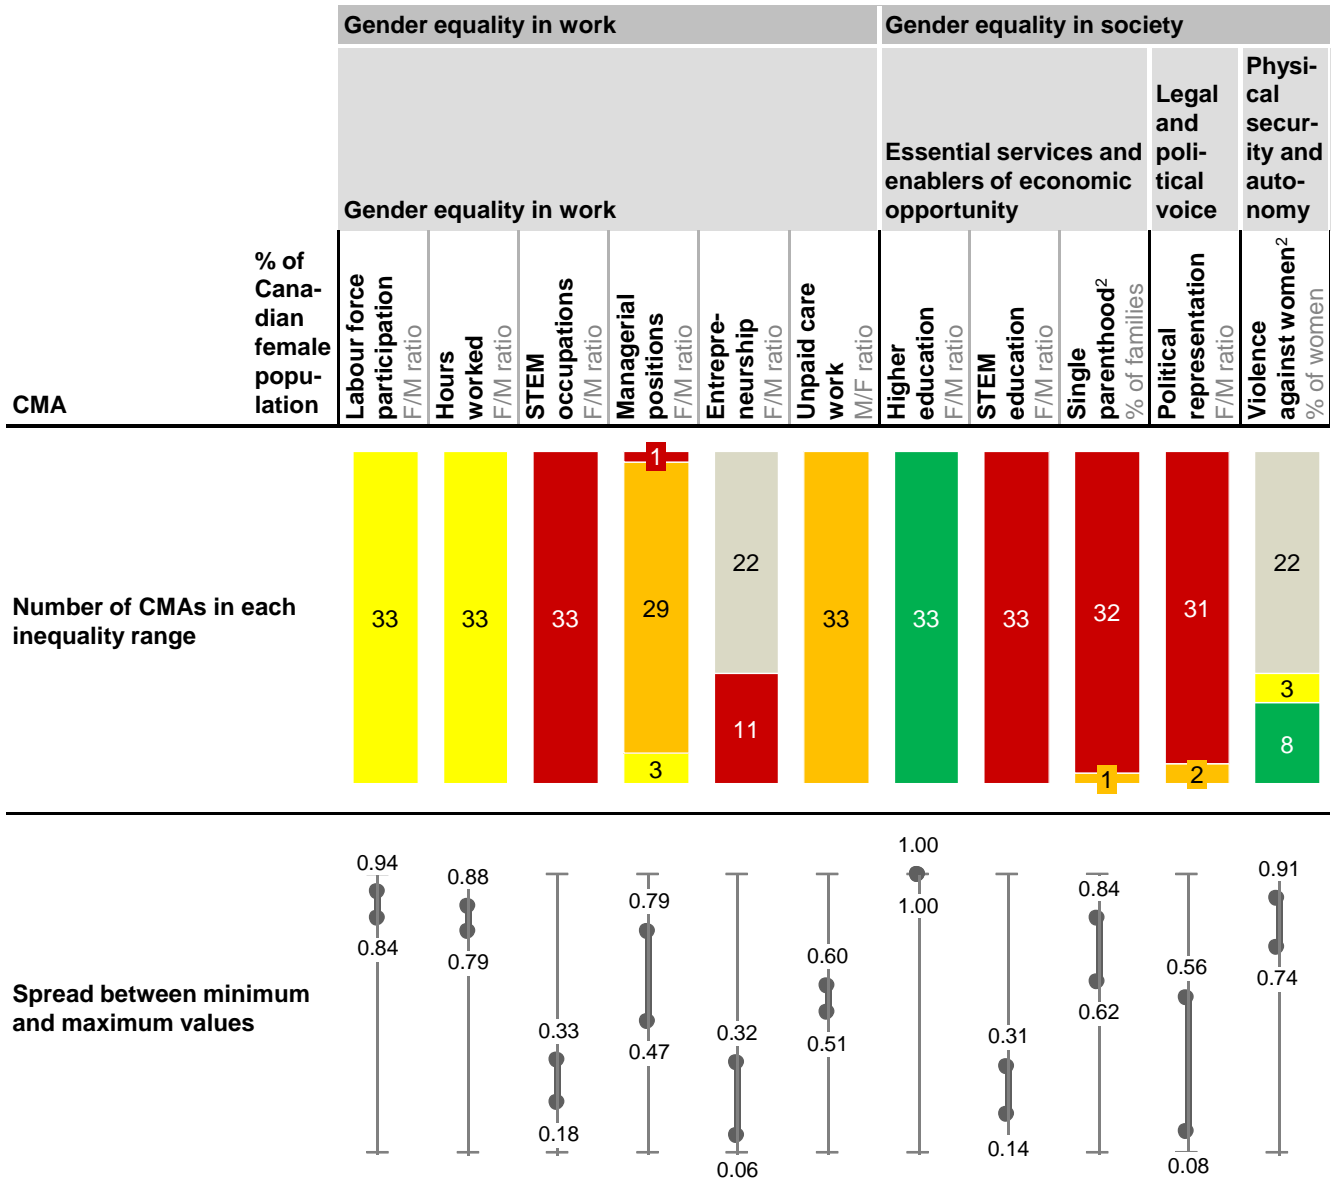 Gender equality in work
Gender equality in society
Gender equality in work
Essential services and
enablers of economic
opportunity
Legal
and
poli-
tical
voice
Physi-
cal
secur-
ity and
auto-
nomy
CMA
% of
Cana-
dian
female
popu-
lation
Labour force
participation
F/M ratio
Hours
worked
F/M ratio
STEM
occupations
F/M ratio
Managerial
positions
F/M ratio
Entrepre-
neurship
F/M ratio
Unpaid care
work
M/F ratio
Higher
education
F/M ratio
STEM
education
F/M ratio
Single
parenthood²
% of families
Political
representation
F/M ratio
Violence
against women²
% of women
Number of CMAs in each
inequality range
33
33
33
1
29
3
22
11
33
33
33
32
1
31
2
22
3
8
Spread between minimum
and maximum values
0.94
0.84
0.88
0.79
0.33
0.18
0.79
0.47
0.32
0.06
0.60
0.51
1.00
1.00
0.31
0.14
0.84
0.62
0.56
0.08
0.91
0.74